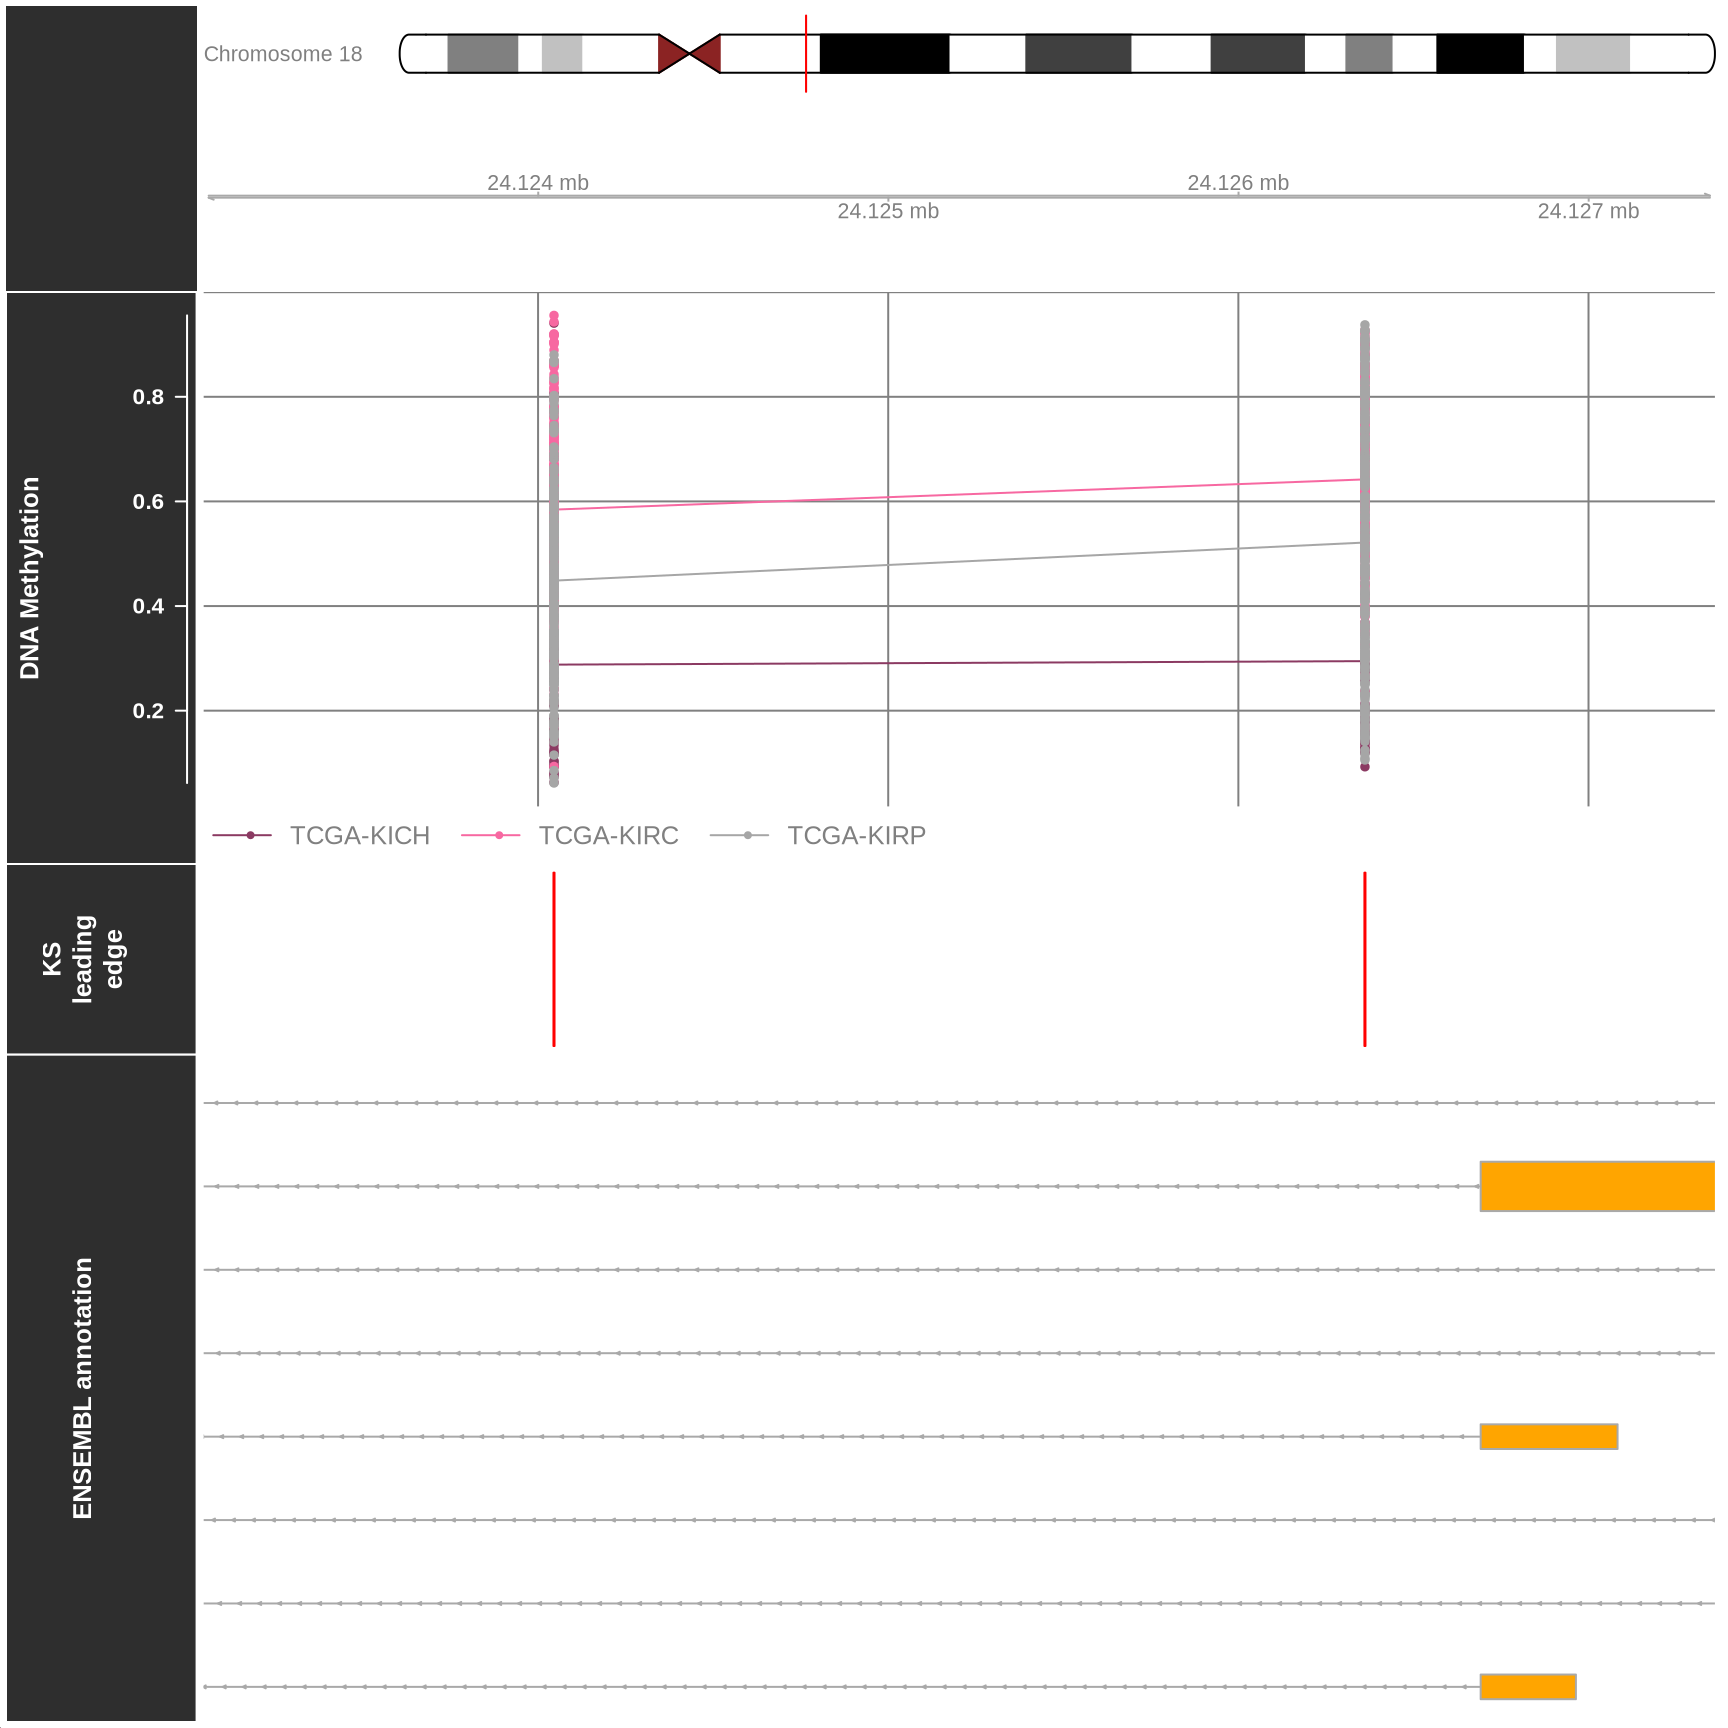 Chromosome 18
24.124 mb
24.126 mb
24.125 mb
24.127 mb
DNA Methylation
0.8
0.6
0.4
0.2
TCGA-KICH
TCGA-KIRC
TCGA-KIRP
KS
leading
edge
ENSEMBL annotation